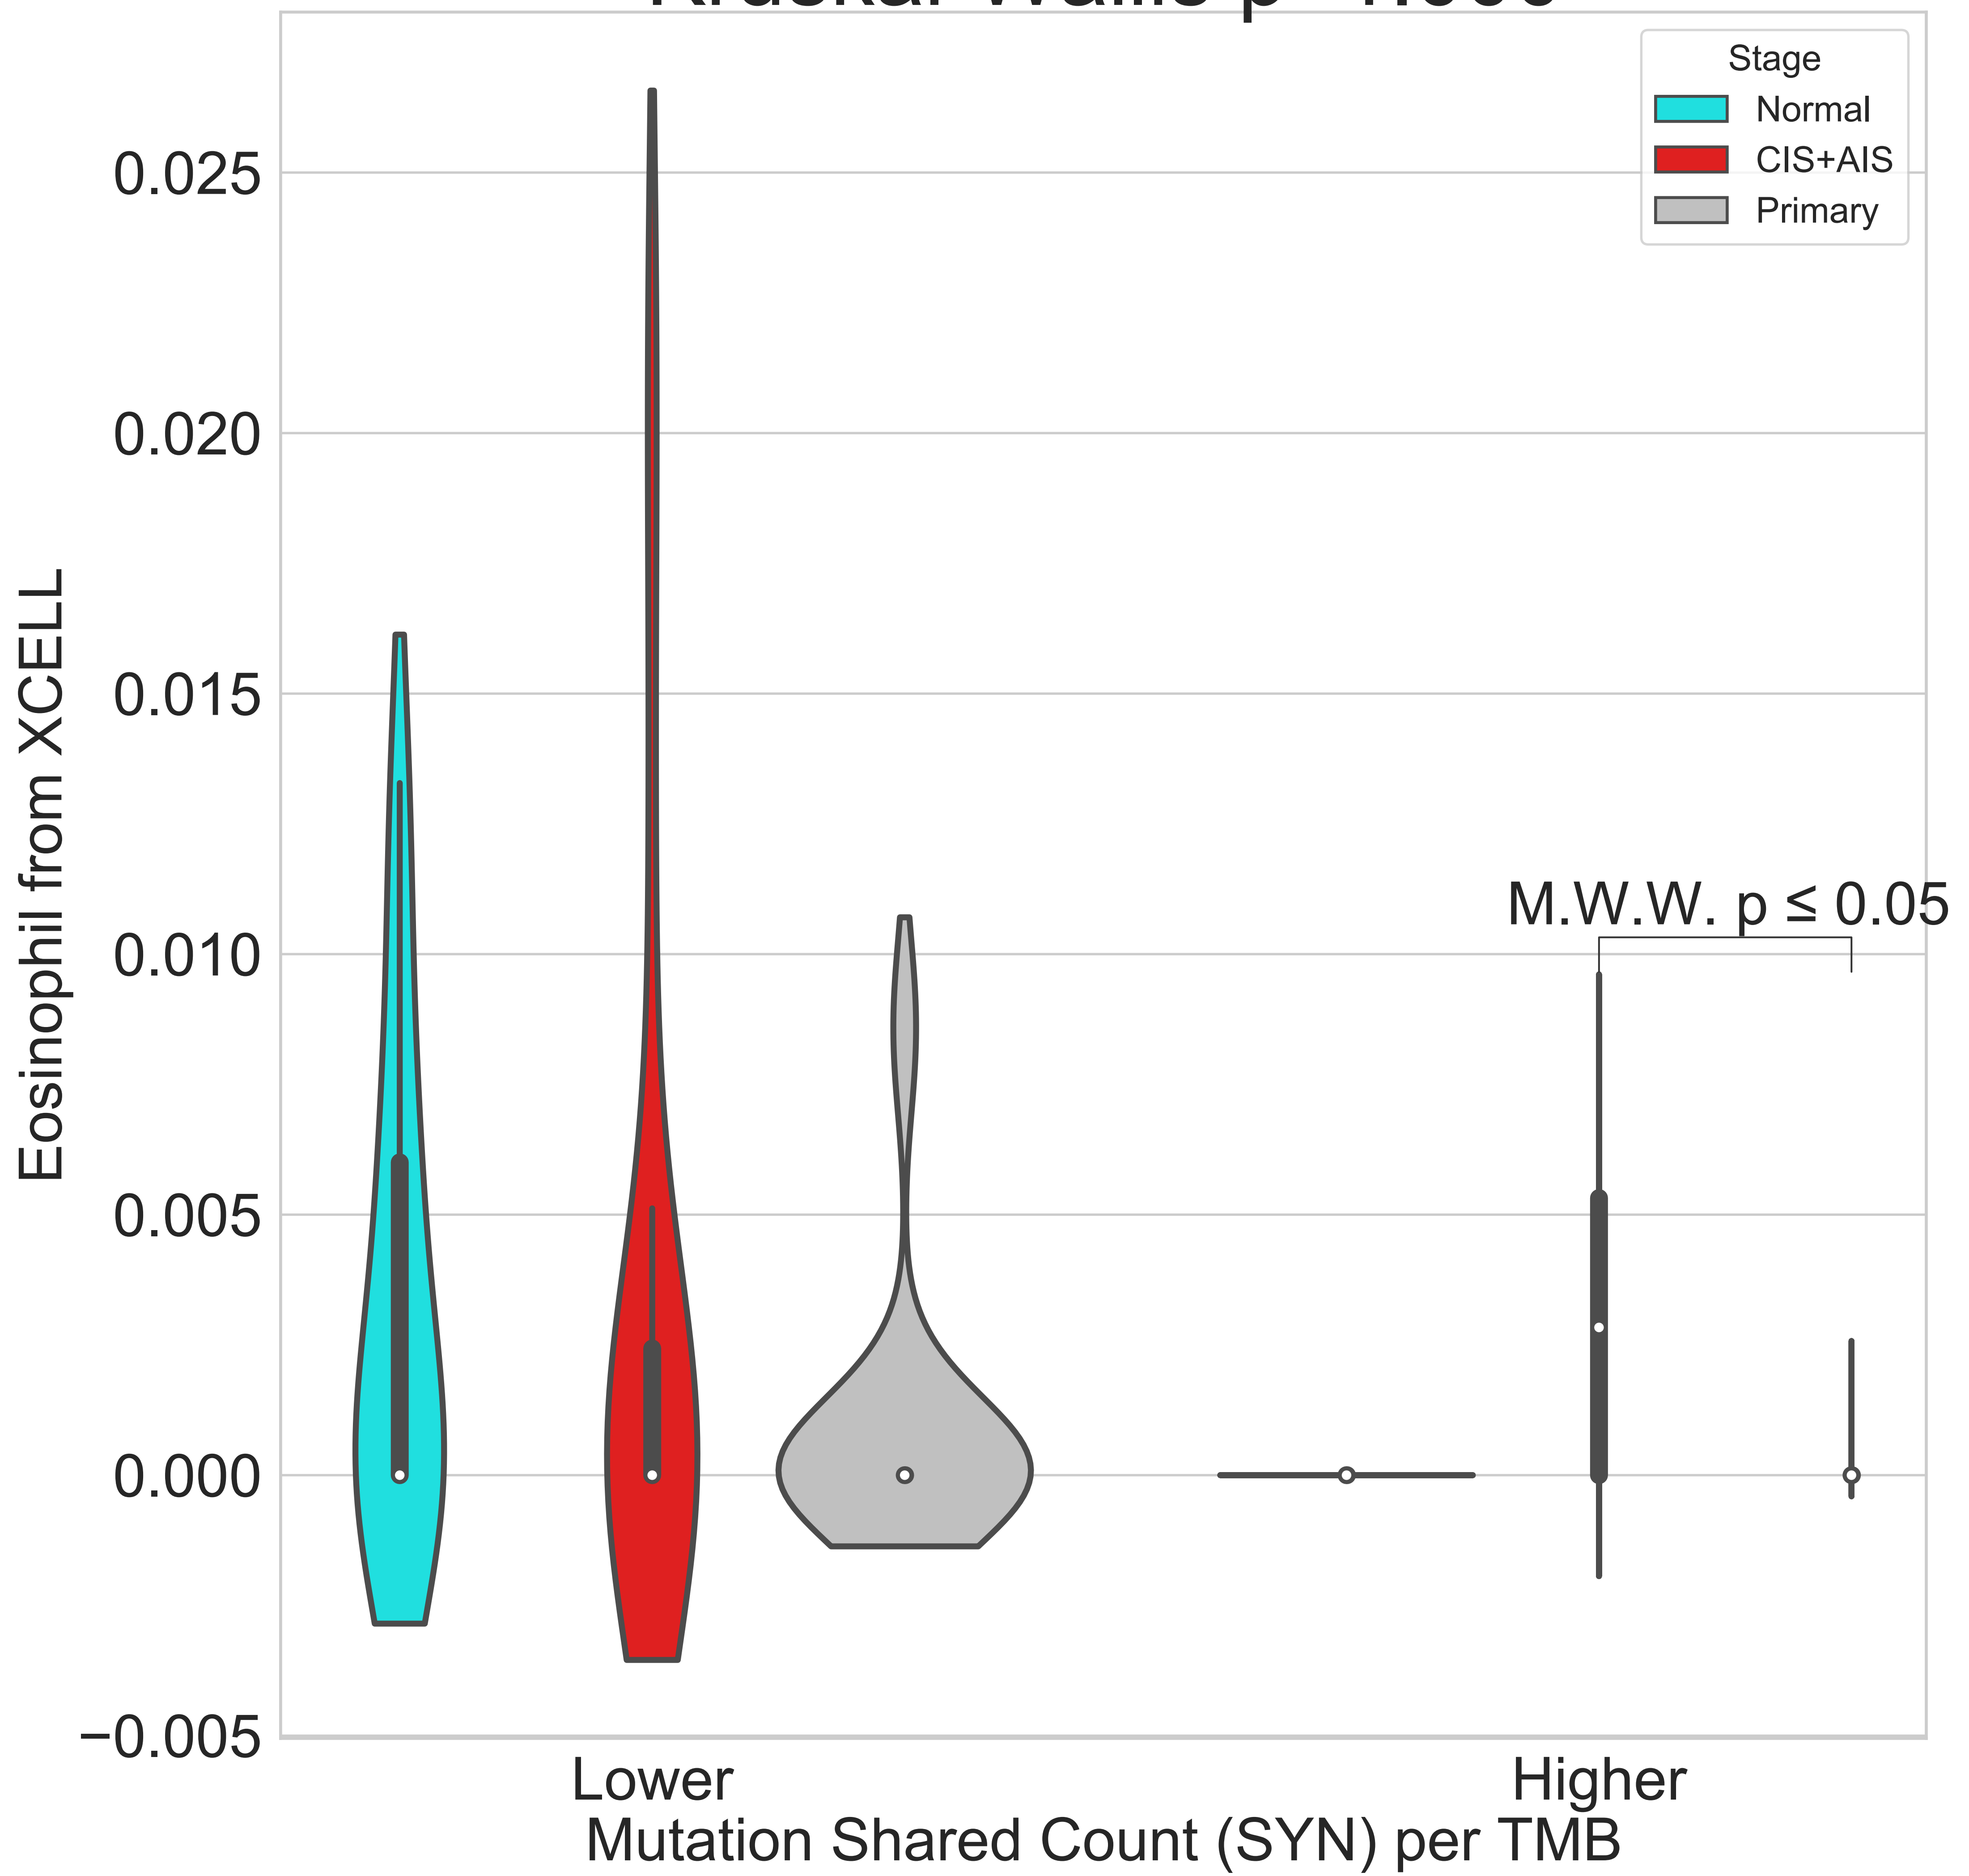 Stage
Normal
CIS+AIS
Primary
0.025
0.020
0.015
0.010
0.005
0.000
−0.005
Eosinophil from XCELL
M.W.W. p ≤ 0.05
Lower
Higher
Mutation Shared Count (SYN) per TMB